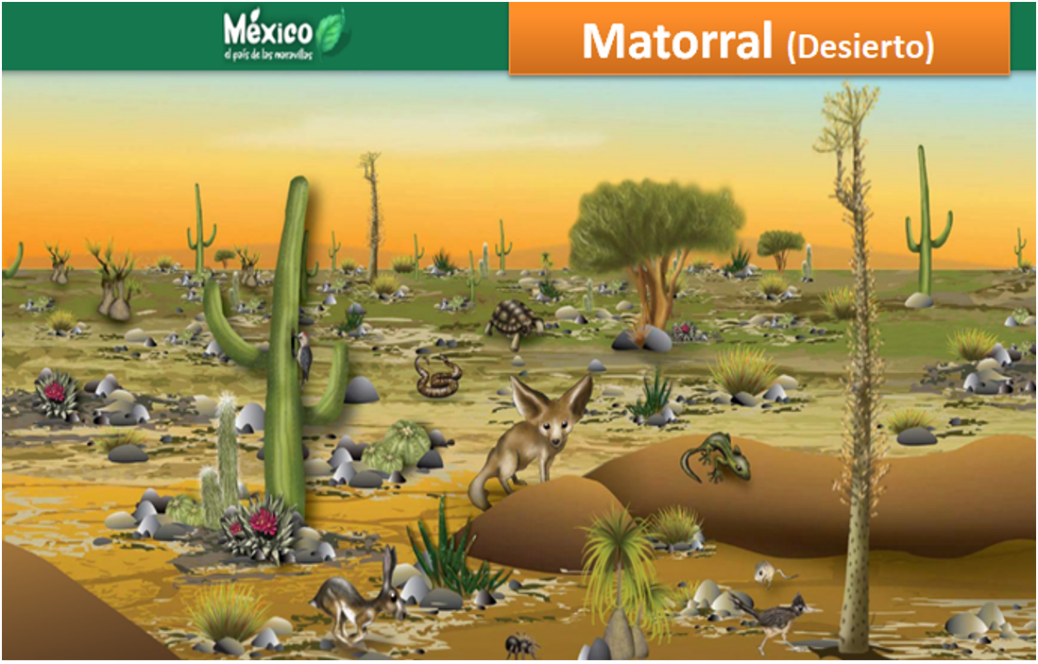 México
el país de las maravillas
Matorral (Desierto)